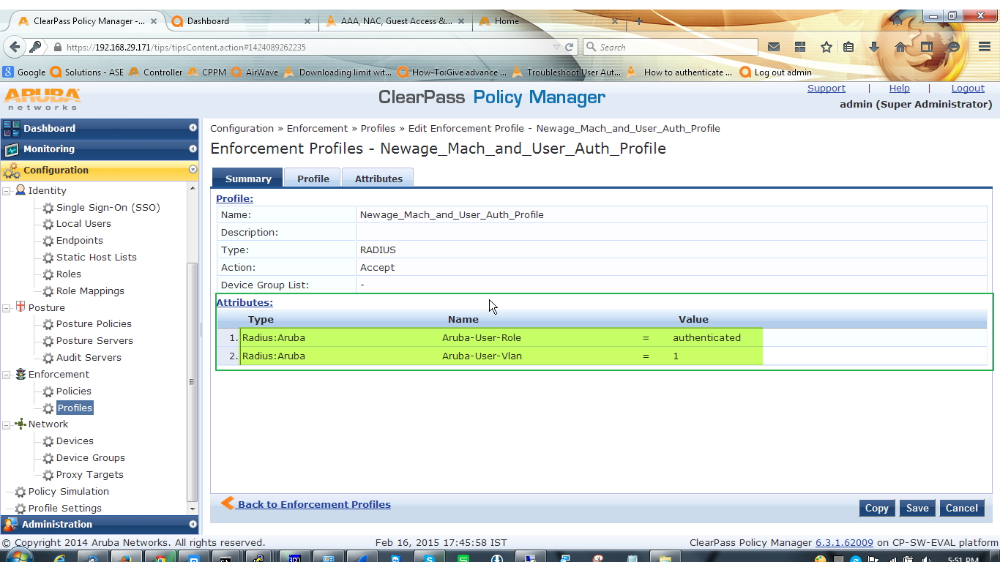 ClearPass Policy Manager -...
Dashboard
AAA, NAC, Guest Access &...
Home
https://192.168.29.171/tips/tipsContent.action#1424089262235
Search
Google
Solutions - ASE
Controller
CPPM
AirWave
Downloading limit wit...
How-To:Give advance ...
Troubleshoot User Aut...
How to authenticate ...
Log out admin
ARUBA
networks
ClearPass Policy Manager
Support | Help | Logout
admin (Super Administrator)
Dashboard
Monitoring
Configuration
Identity
Single Sign-On (SSO)
Local Users
Endpoints
Static Host Lists
Roles
Role Mappings
Posture
Posture Policies
Posture Servers
Audit Servers
Enforcement
Policies
Profiles
Network
Devices
Device Groups
Proxy Targets
Policy Simulation
Profile Settings
Administration
Configuration » Enforcement » Profiles » Edit Enforcement Profile - Newage_Mach_and_User_Auth_Profile
Enforcement Profiles - Newage_Mach_and_User_Auth_Profile
Summary
Profile
Attributes
Profile:
Name: Newage_Mach_and_User_Auth_Profile
Description:
Type: RADIUS
Action: Accept
Device Group List: -
Attributes:
Type Name Value
1. Radius:Aruba Aruba-User-Role = authenticated
2. Radius:Aruba Aruba-User-Vlan = 1
Back to Enforcement Profiles
Copy
Save
Cancel
© Copyright 2014 Aruba Networks. All rights reserved.
Feb 16, 2015 17:45:58 IST
ClearPass Policy Manager 6.3.1.62009 on CP-SW-EVAL platform
5:51 PM